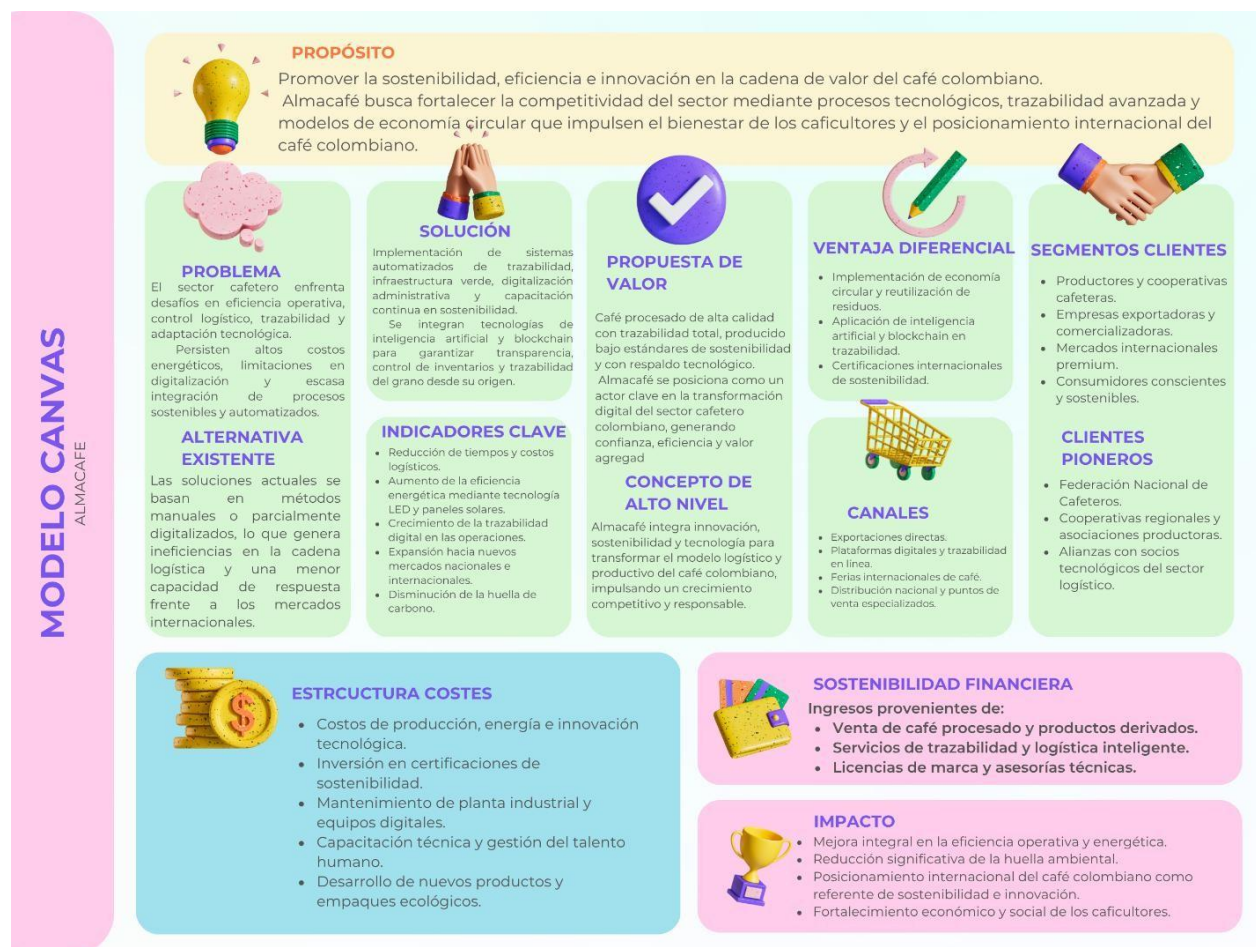 MODELO CANVAS
ALMACAFE
PROPÓSITO
Promover la sostenibilidad, eficiencia e innovación en la cadena de valor del café colombiano.
Almacafé busca fortalecer la competitividad del sector mediante procesos tecnológicos, trazabilidad avanzada y
modelos de economía circular que impulsen el bienestar de los caficultores y el posicionamiento internacional del
café colombiano.
PROBLEMA
El sector cafetero enfrenta
desafíos en eficiencia operativa,
control logístico, trazabilidad y
adaptación tecnológica.
Persisten altos costos
energéticos, limitaciones en
digitalización y escasa
integración de procesos
sostenibles y automatizados.
ALTERNATIVA
EXISTENTE
Las soluciones actuales se
basan en métodos
manuales o parcialmente
digitalizados, lo que genera
ineficiencias en la cadena
logística y una menor
capacidad de respuesta
frente a los mercados
internacionales.
SOLUCIÓN
Implementación de sistemas
automatizados de trazabilidad,
infraestructura verde, digitalización
administrativa y capacitación
continua en sostenibilidad.
Se integran tecnologías de
inteligencia artificial y blockchain
para garantizar transparencia,
control de inventarios y trazabilidad
del grano desde su origen.
INDICADORES CLAVE
• Reducción de tiempos y costos
logísticos.
• Aumento de la eficiencia
energética mediante tecnología
LED y paneles solares.
• Crecimiento de la trazabilidad
digital en las operaciones.
• Expansión hacia nuevos
mercados nacionales e
internacionales.
• Disminución de la huella de
carbono.
PROPUESTA DE
VALOR
Café procesado de alta calidad
con trazabilidad total, producido
bajo estándares de sostenibilidad
y con respaldo tecnológico.
Almacafé se posiciona como un
actor clave en la transformación
digital del sector cafetero
colombiano, generando
confianza, eficiencia y valor
agregad
CONCEPTO DE
ALTO NIVEL
Almacafé integra innovación,
sostenibilidad y tecnología para
transformar el modelo logístico y
productivo del café colombiano,
impulsando un crecimiento
competitivo y responsable.
VENTAJA DIFERENCIAL
• Implementación de economía
circular y reutilización de
residuos.
• Aplicación de inteligencia
artificial y blockchain en
trazabilidad.
• Certificaciones internacionales
de sostenibilidad.
CANALES
• Exportaciones directas.
• Plataformas digitales y trazabilidad
en línea.
• Ferias internacionales de café.
• Distribución nacional y puntos de
venta especializados.
SEGMENTOS CLIENTES
• Productores y cooperativas
cafeteras.
• Empresas exportadoras y
comercializadoras.
• Mercados internacionales
premium.
• Consumidores conscientes
y sostenibles.
CLIENTES
PIONEROS
• Federación Nacional de
Cafeteros.
• Cooperativas regionales y
asociaciones productoras.
• Alianzas con socios
tecnológicos del sector
logístico.
ESTRCUCTURA COSTES
• Costos de producción, energía e innovación
tecnológica.
• Inversión en certificaciones de
sostenibilidad.
• Mantenimiento de planta industrial y
equipos digitales.
• Capacitación técnica y gestión del talento
humano.
• Desarrollo de nuevos productos y
empaques ecológicos.
SOSTENIBILIDAD FINANCIERA
Ingresos provenientes de:
• Venta de café procesado y productos derivados.
• Servicios de trazabilidad y logística inteligente.
• Licencias de marca y asesorías técnicas.
IMPACTO
• Mejora integral en la eficiencia operativa y energética.
• Reducción significativa de la huella ambiental.
• Posicionamiento internacional del café colombiano como
referente de sostenibilidad e innovación.
• Fortalecimiento económico y social de los caficultores.